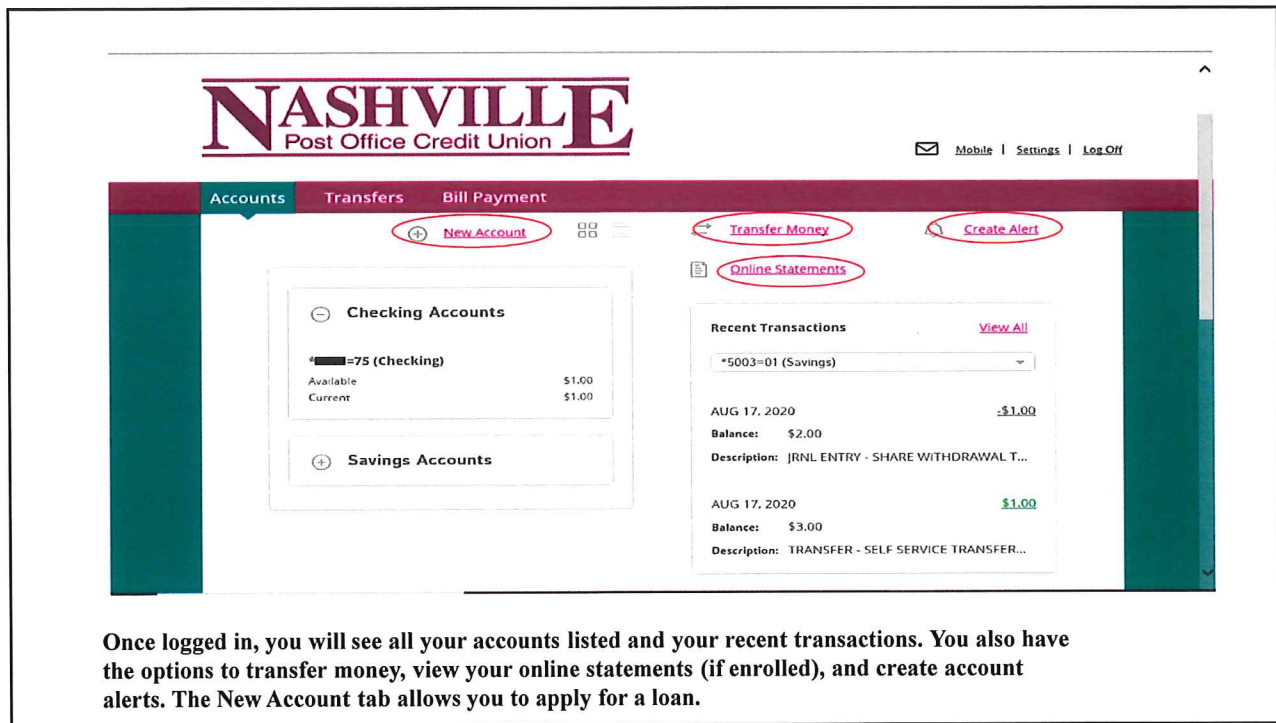 NASHVILLE
Post Office Credit Union
Mobile | Settings | Log Off
Accounts Transfers Bill Payment
New Account Transfer Money Create Alert
Online Statements
Checking Accounts
*=75 (Checking)
Available $1.00
Current $1.00
Savings Accounts
Recent Transactions View All
*5003=01 (Savings)
AUG 17, 2020 -$1.00
Balance: $2.00
Description: JRNL ENTRY - SHARE WITHDRAWAL T...
AUG 17, 2020 $1.00
Balance: $3.00
Description: TRANSFER - SELF SERVICE TRANSFER...
Once logged in, you will see all your accounts listed and your recent transactions. You also have
the options to transfer money, view your online statements (if enrolled), and create account
alerts. The New Account tab allows you to apply for a loan.